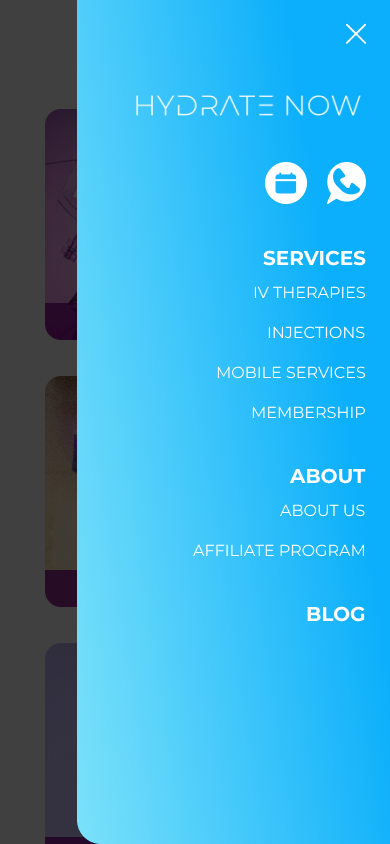 HYDRATE NOW
SERVICES
IV THERAPIES
INJECTIONS
MOBILE SERVICES
MEMBERSHIP
ABOUT
ABOUT US
AFFILIATE PROGRAM
BLOG